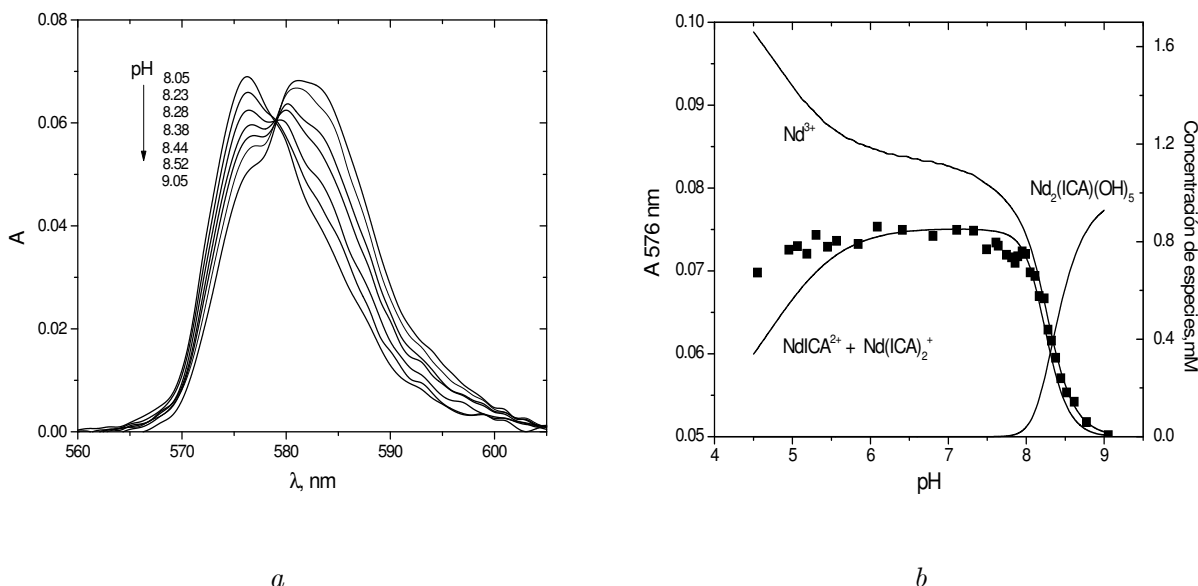 0.08
0.06
0.04
0.02
0.00
A
pH
8.05
8.23
8.28
8.38
8.44
8.52
9.05
560 570 580 590 600
λ, nm
a
0.10
0.09
0.08
0.07
0.06
0.05
A 576 nm
Nd³⁺
Nd₂(ICA)(OH)₅
NdICA²⁺ + Nd(ICA)₂⁺
1.6
1.2
0.8
0.4
0.0
Concentración de especies, mM
4 5 6 7 8 9
pH
b